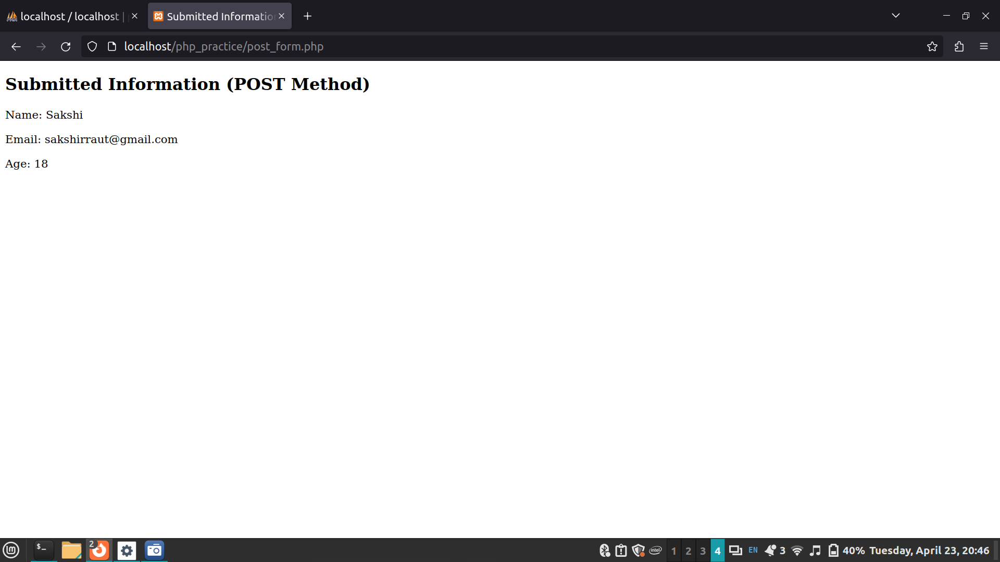 localhost / localhost |
Submitted Informatio
localhost/php_practice/post_form.php
Submitted Information (POST Method)
Name: Sakshi
Email: sakshirraut@gmail.com
Age: 18
$_
2
intel
1 2 3 4
EN
3
40%
Tuesday, April 23, 20:46